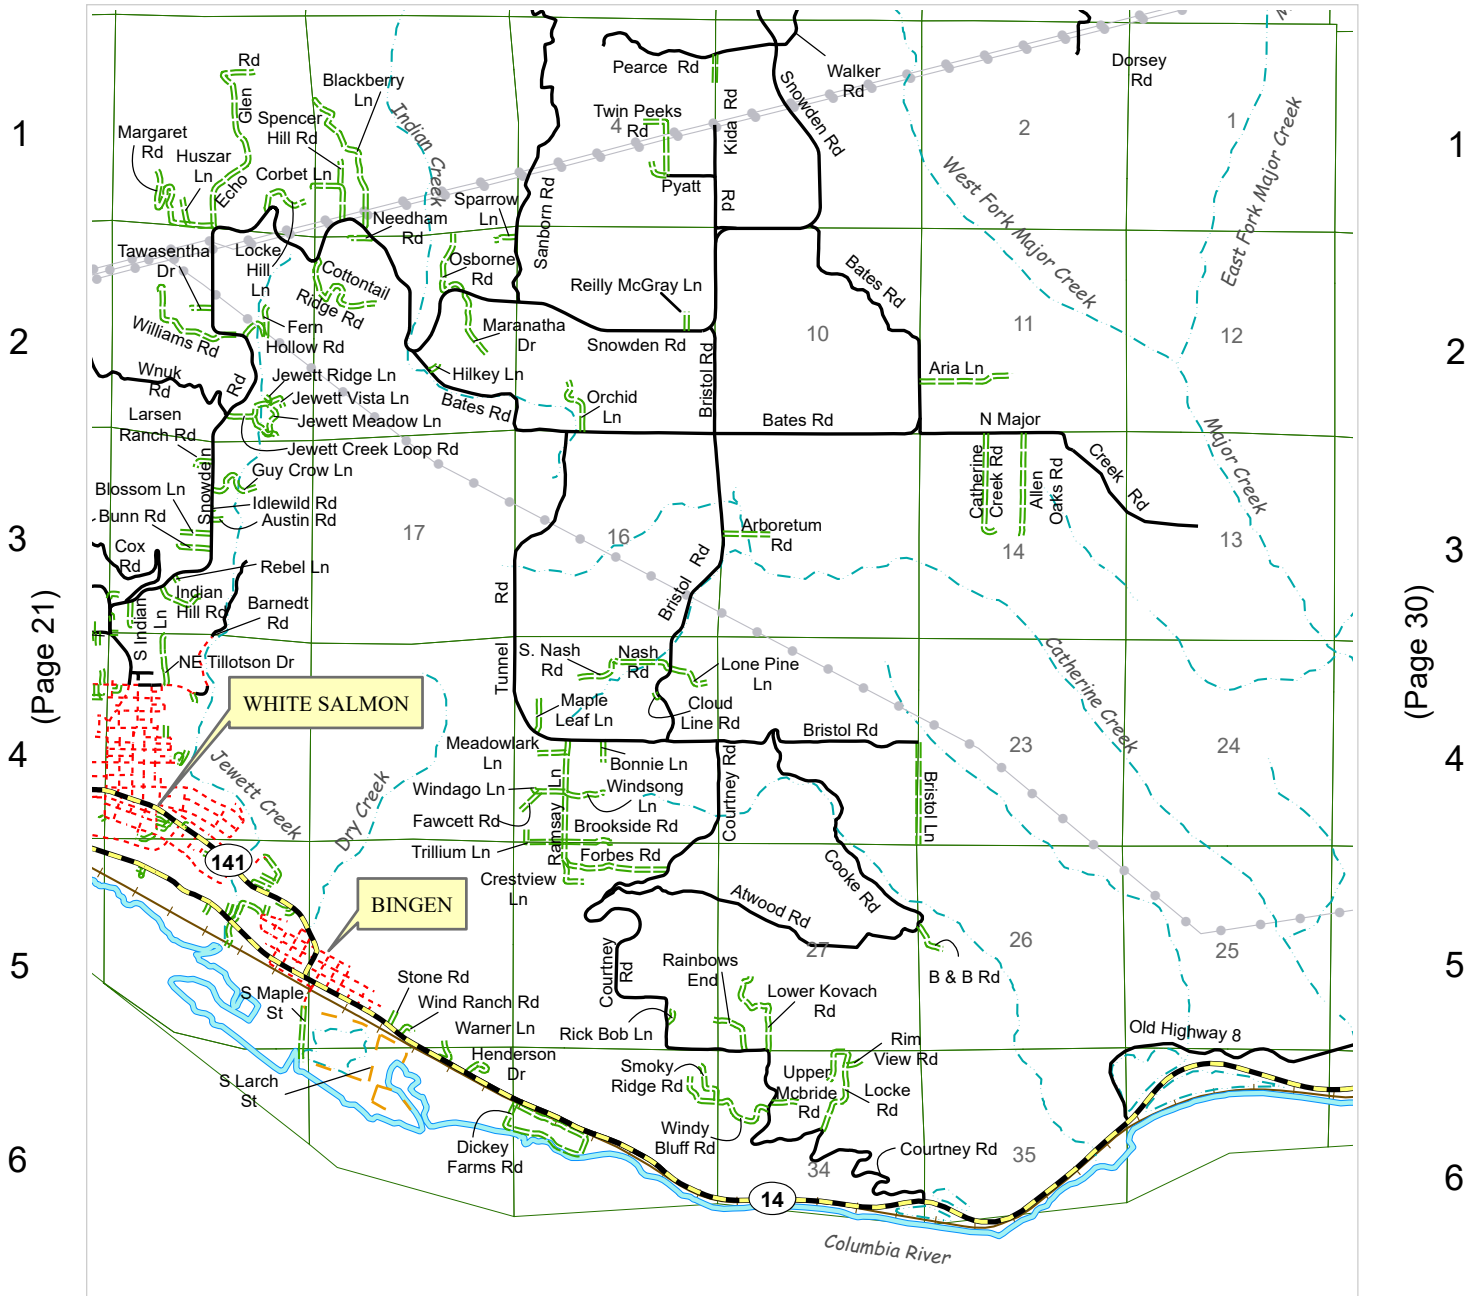 Rd
Glen
Echo
Blackberry
Ln
Spencer
Hill Rd
Margaret
Rd
Huszar
Ln
Corbet Ln
Indian Creek
Needham
Rd
Sparrow
Ln
Sanborn Rd
Pearce Rd
Twin Peeks
Rd
4
Pyatt
Rd
Kida Rd
Walker
Rd
Snowden Rd
Dorsey
Rd
2
1
West Fork Major Creek
East Fork Major Creek
1
1
Tawasentha
Dr
Locke
Hill
Ln
Cottontail
Ridge Rd
Osborne
Rd
Reilly McGray Ln
Bates Rd
Williams Rd
Fern
Hollow Rd
Maranatha
Dr
Snowden Rd
Bristol Rd
10
11
12
2
2
Wnuk
Rd
Rd
Jewett Ridge Ln
Jewett Vista Ln
Jewett Meadow Ln
Hilkey Ln
Bates Rd
Orchid
Ln
Bates Rd
Aria Ln
N Major
Creek Rd
Major Creek
Larsen
Ranch Rd
Jewett Creek Loop Rd
Snowden
Guy Crow Ln
Blossom Ln
Idlewild Rd
Bunn Rd
Austin Rd
Catherine
Creek Rd
Allen
Oaks Rd
17
16
Arboretum
Rd
14
13
3
3
Cox
Rd
Rebel Ln
Indian
Hill Rd
Barnedt
Rd
S Indian
Ln
Tunnel Rd
Bristol Rd
(Page 21)
(Page 30)
NE Tillotson Dr
S. Nash
Rd
Nash
Rd
Lone Pine
Ln
Catherine Creek
WHITE SALMON
Maple
Leaf Ln
Cloud
Line Rd
Bristol Rd
23
24
4
4
Jewett Creek
Dry Creek
Meadowlark
Ln
Bonnie Ln
Windago Ln
Windsong
Ln
Fawcett Rd
Ramsay Ln
Brookside Rd
Courtney Rd
Bristol Ln
Trillium Ln
Forbes Rd
Crestview
Ln
141
Cooke Rd
Atwood Rd
BINGEN
27
26
25
5
5
Courtney
Rd
Rainbows
End
B & B Rd
Stone Rd
S Maple
St
Wind Ranch Rd
Warner Ln
Lower Kovach
Rd
Rick Bob Ln
Old Highway 8
Henderson
Dr
Rim
View Rd
S Larch
St
Smoky
Ridge Rd
Upper
Mcbride
Rd
Locke
Rd
Dickey
Farms Rd
Windy
Bluff Rd
Courtney Rd
34
35
6
6
14
Columbia River